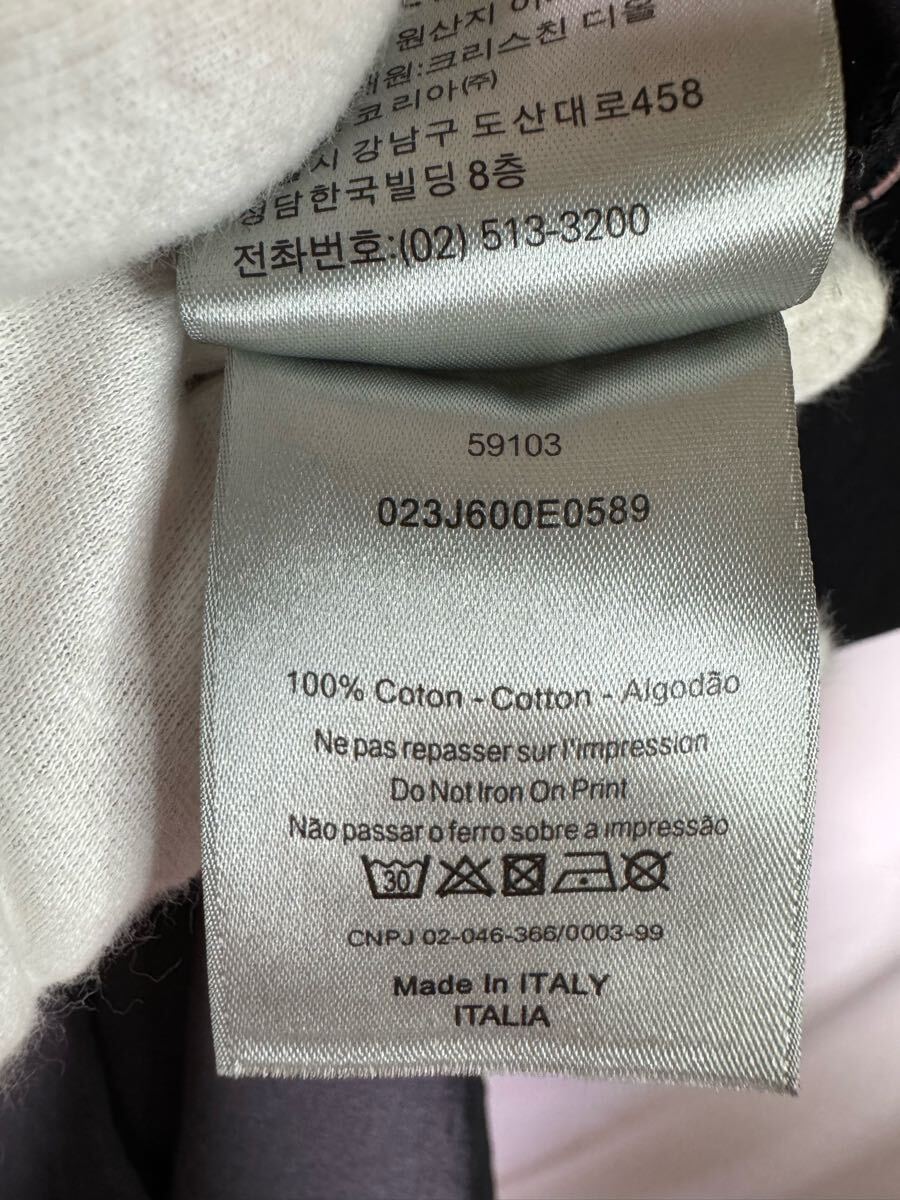 원산지
원:크리스친 디올
코리아(주)
시 강남구 도산대로458
청담한국빌딩 8층
전화번호:(02) 513-3200
59103
023J600E0589
100% Coton - Cotton - Algodão
Ne pas repasser sur l'impression
Do Not Iron On Print
Não passar o ferro sobre a impressão
30
CNPJ 02-046-366/0003-99
Made In ITALY
ITALIA